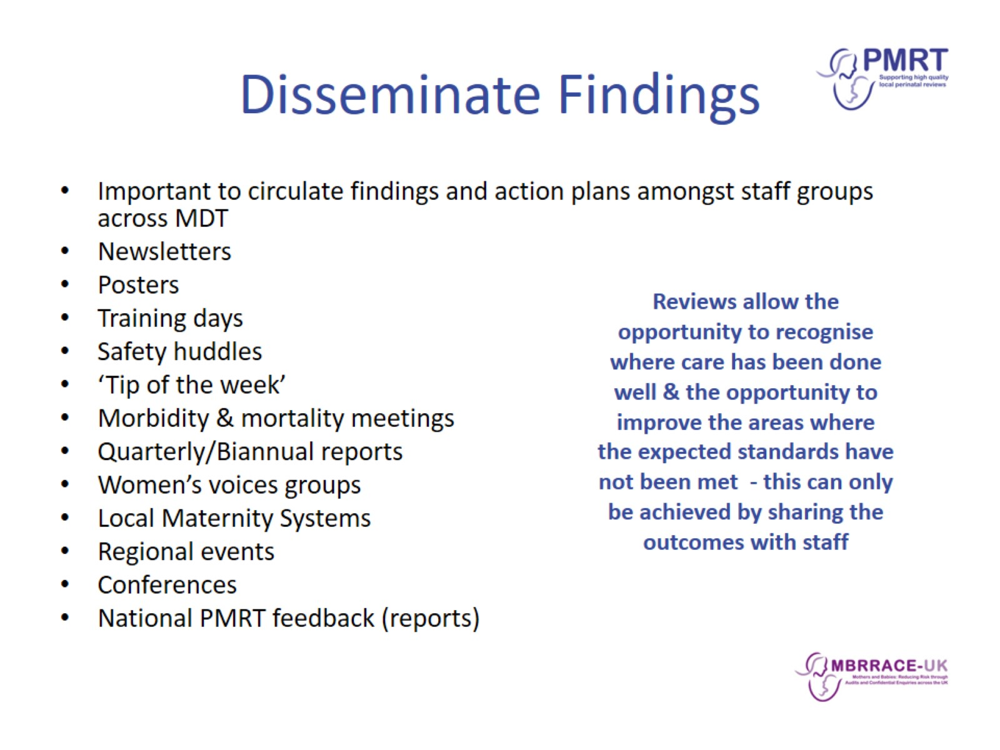 PMRT
Supporting high quality
local perinatal reviews
Disseminate Findings
• Important to circulate findings and action plans amongst staff groups
across MDT
• Newsletters
• Posters
• Training days
• Safety huddles
• ‘Tip of the week’
• Morbidity & mortality meetings
• Quarterly/Biannual reports
• Women’s voices groups
• Local Maternity Systems
• Regional events
• Conferences
• National PMRT feedback (reports)
Reviews allow the
opportunity to recognise
where care has been done
well & the opportunity to
improve the areas where
the expected standards have
not been met  - this can only
be achieved by sharing the
outcomes with staff
MBRRACE-UK
Mothers and Babies: Reducing Risk through
Audits and Confidential Enquiries across the UK